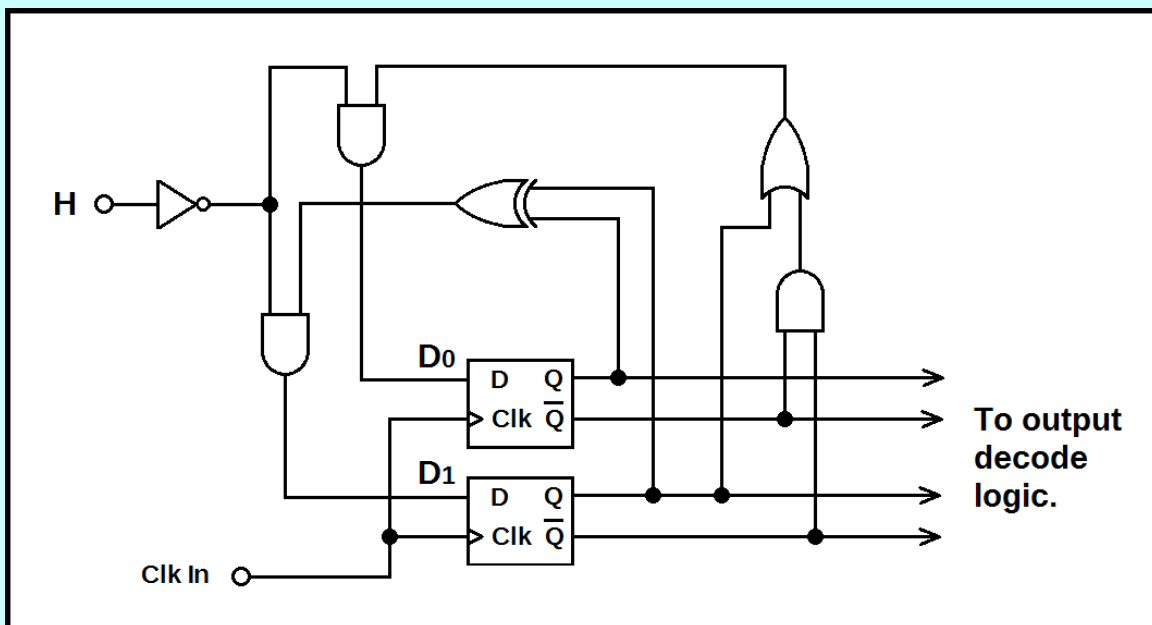 H
D0
D Q
Clk Q̅
D1
D Q
Clk Q̅
Clk In
To output
decode
logic.